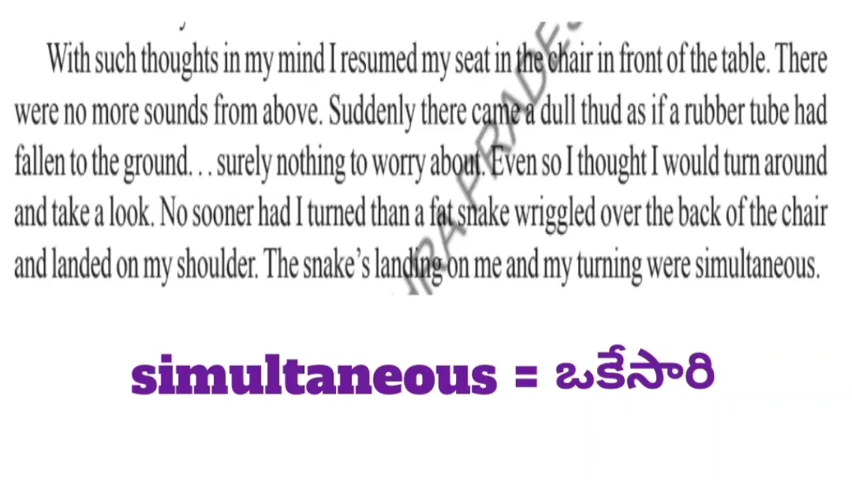 With such thoughts in my mind I resumed my seat in the chair in front of the table. There
were no more sounds from above. Suddenly there came a dull thud as if a rubber tube had
fallen to the ground. . . surely nothing to worry about. Even so I thought I would turn around
and take a look. No sooner had I turned than a fat snake wriggled over the back of the chair
and landed on my shoulder. The snake’s landing on me and my turning were simultaneous.
simultaneous = ఒకేసారి